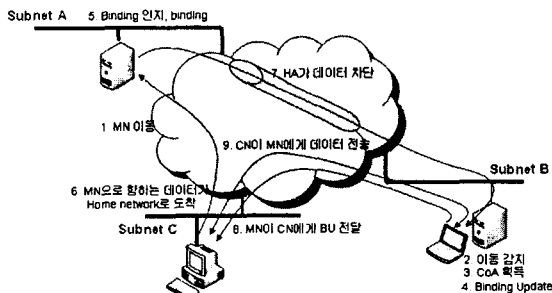 Subnet A
5. Binding 인지, binding
7. HA가 데이터 차단
1 MN 이동
9. CN이 MN에게 데이터 전송
Subnet B
6 MN으로 향하는 데이터가
Home network로 도착
Subnet C
8. MN이 CN에게 BU 전달
2. 이동 감지
3. CoA 획득
4. Binding Update